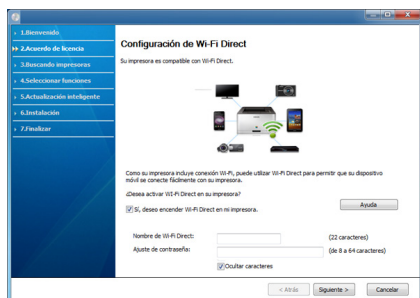 1.Bienvenido
2.Acuerdo de licencia
3.Buscando impresoras
4.Seleccionar funciones
5.Actualización inteligente
6.Instalación
7.Finalizar
Configuración de Wi-Fi Direct
Su impresora es compatible con Wi-Fi Direct.
Como su impresora incluye conexión Wi-Fi, puede utilizar Wi-Fi Direct para permitir que su dispositivo
móvil se conecte fácilmente con su impresora.
¿Desea activar Wi-Fi Direct en su impresora?
Sí, deseo encender Wi-Fi Direct en mi impresora.
Ayuda
Nombre de Wi-Fi Direct: (22 caracteres)
Ajuste de contraseña: (de 8 a 64 caracteres)
Ocultar caracteres
< Atrás Siguiente > Cancelar